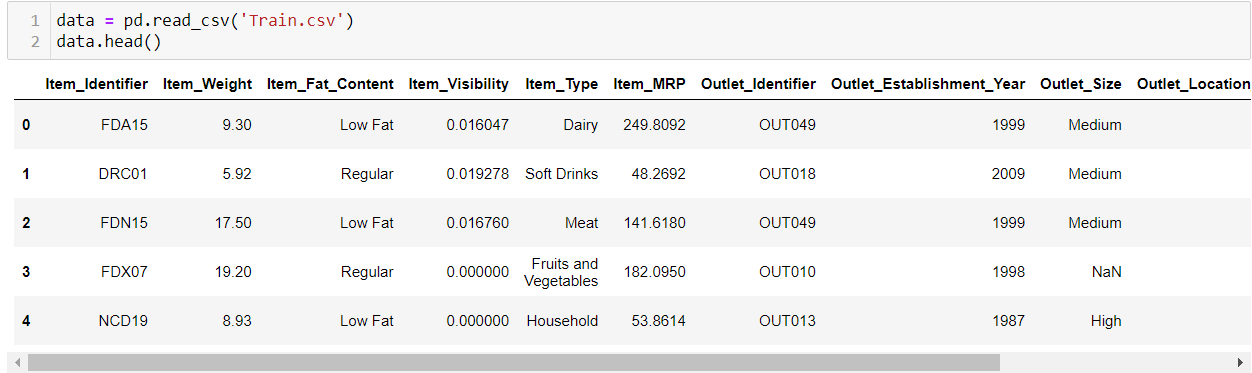 1 data = pd.read_csv('Train.csv')
2 data.head()
Item_Identifier Item_Weight Item_Fat_Content Item_Visibility Item_Type Item_MRP Outlet_Identifier Outlet_Establishment_Year Outlet_Size Outlet_Location
0 FDA15 9.30 Low Fat 0.016047 Dairy 249.8092 OUT049 1999 Medium
1 DRC01 5.92 Regular 0.019278 Soft Drinks 48.2692 OUT018 2009 Medium
2 FDN15 17.50 Low Fat 0.016760 Meat 141.6180 OUT049 1999 Medium
3 FDX07 19.20 Regular 0.000000 Fruits and Vegetables 182.0950 OUT010 1998 NaN
4 NCD19 8.93 Low Fat 0.000000 Household 53.8614 OUT013 1987 High